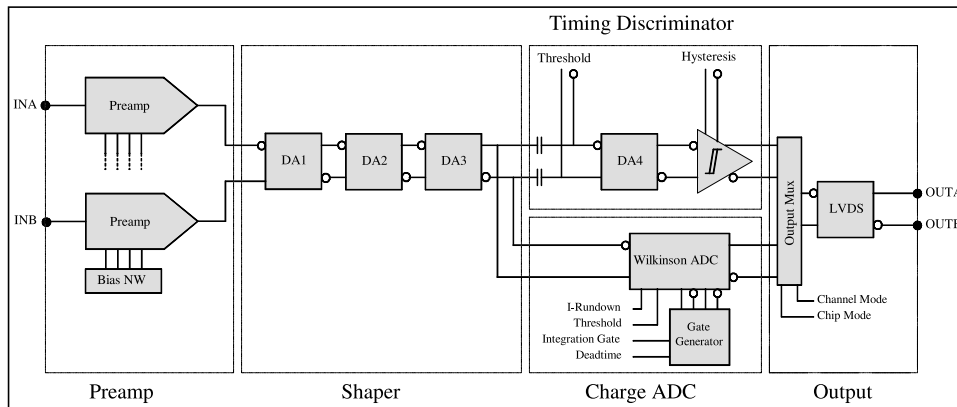 Timing Discriminator
Threshold
Hysteresis
INA
Preamp
DA1
DA2
DA3
DA4
INB
Preamp
Bias NW
Output Mux
LVDS
OUTA
Wilkinson ADC
I-Rundown
Threshold
Integration Gate
Deadtime
Gate
Generator
Channel Mode
Chip Mode
Preamp
Shaper
Charge ADC
Output